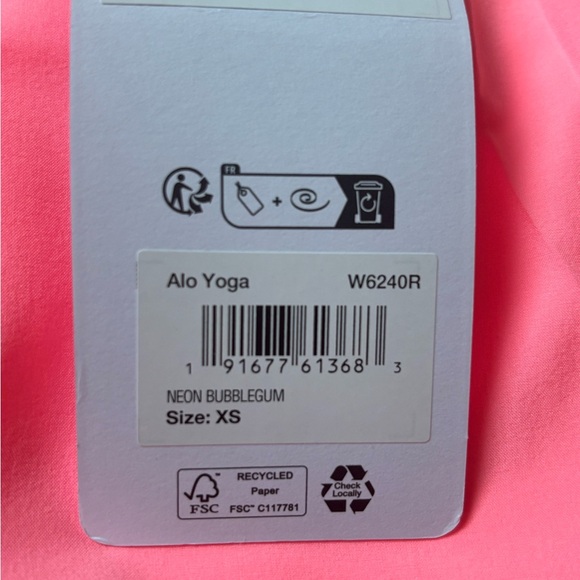 FR
+
Alo Yoga W6240R
1 91677 61368 3
NEON BUBBLEGUM
Size: XS
RECYCLED
Paper
FSC™ C117781
FSC
Check
Locally